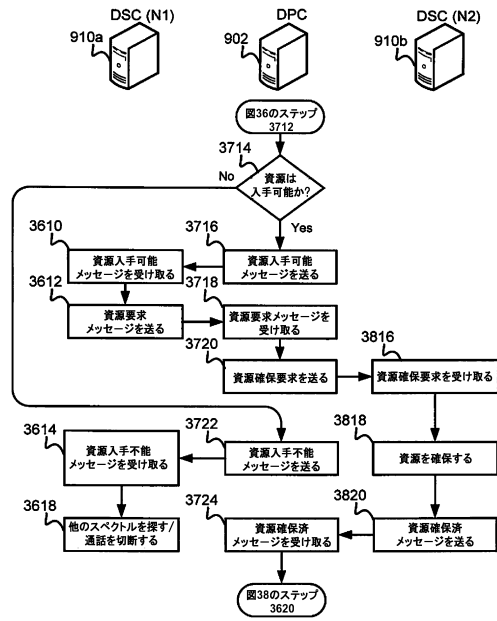 DSC (N1)
DPC
DSC (N2)
910a
902
910b
図36のステップ
3712
3714
資源は
入手可能か?
No
Yes
3610
資源入手可能
メッセージを受け取る
3716
資源入手可能
メッセージを送る
3612
資源要求
メッセージを送る
3718
資源要求メッセージを
受け取る
3720
資源確保要求を送る
3816
資源確保要求を受け取る
3614
資源入手不能
メッセージを受け取る
3722
資源入手不能
メッセージを送る
3818
資源を確保する
3618
他のスペクトルを探す/
通話を切断する
3724
資源確保済
メッセージを受け取る
3820
資源確保済
メッセージを送る
図38のステップ
3620